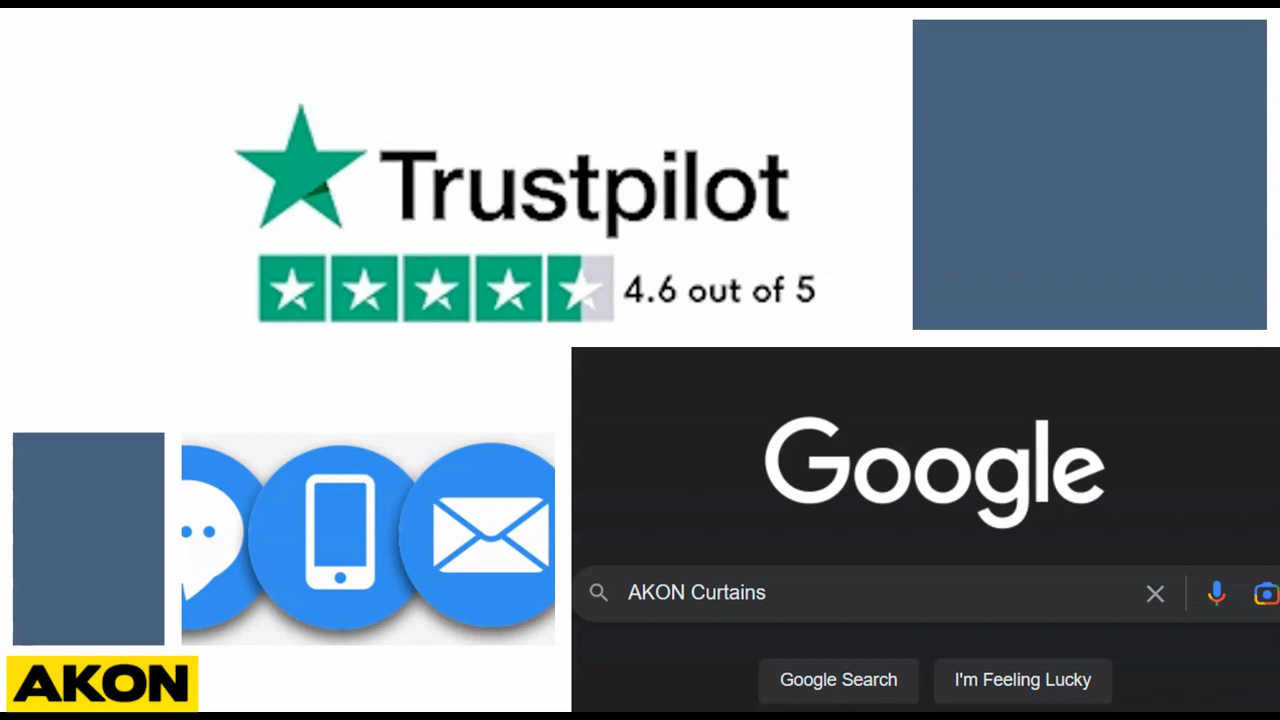 Trustpilot
4.6 out of 5
Google
AKON Curtains
Google Search
I'm Feeling Lucky
AKON